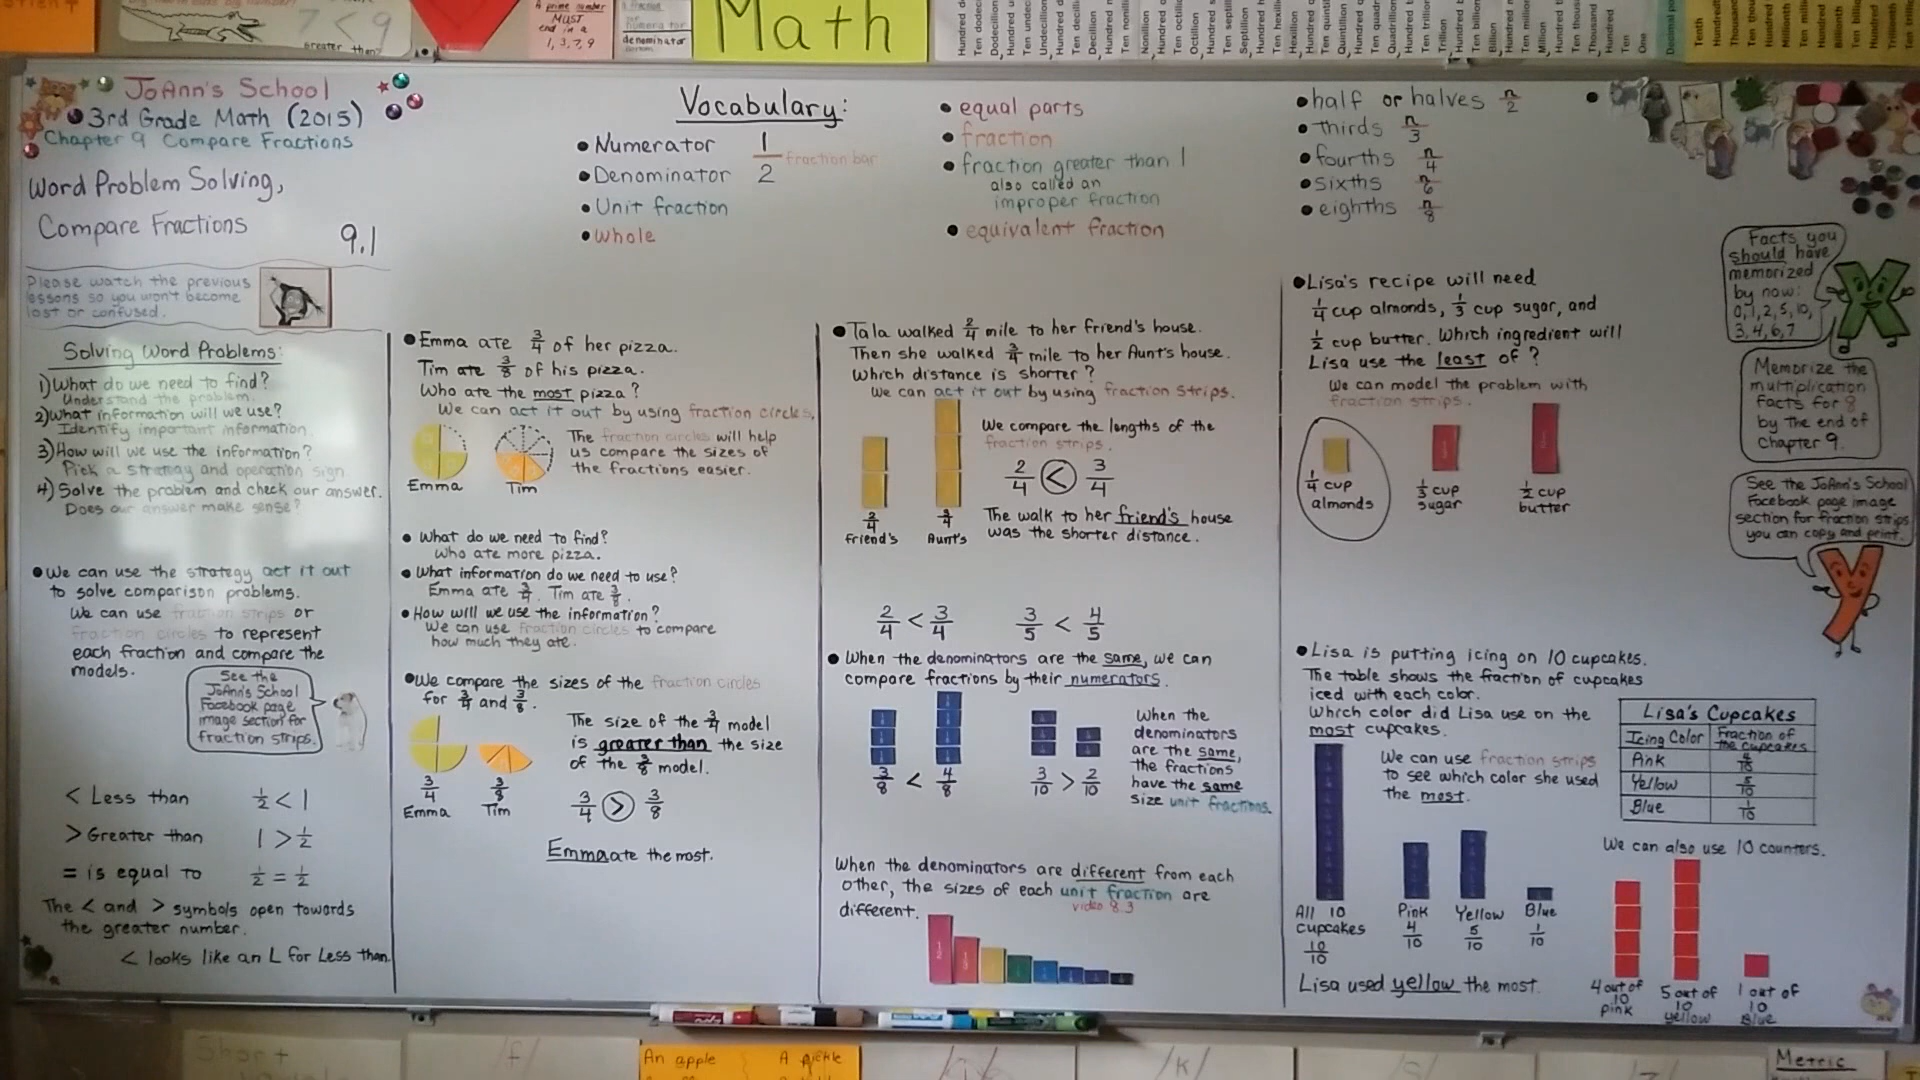 7 < 9
greater than?
A prime number
MUST
end in a
1, 3, 7, 9
denominator
Math
JoAnn's School
3rd Grade Math (2015)
Chapter 9 Compare Fractions
Word Problem Solving,
Compare Fractions
9.1
Please watch the previous
lessons so you won't become
lost or confused.
Solving Word Problems:
1) What do we need to find?
Understand the problem.
2) What information will we use?
Identify important information.
3) How will we use the information?
Pick a strategy and operation sign
4) Solve the problem and check our answer.
Does our answer make sense?
• We can use the strategy act it out
to solve comparison problems.
We can use fraction strips or
fraction circles to represent
each fraction and compare the
models.
See the
JoAnn's School
Facebook page
image section for
fraction strips.
< Less than 1/2 < 1
> Greater than 1 > 1/2
= is equal to 1/2 = 1/2
The < and > symbols open towards
the greater number.
< looks like an L for Less than.
Vocabulary:
• Numerator 1/2 fraction bar
• Denominator
• Unit fraction
• Whole
• equal parts
• fraction
• fraction greater than 1
also called an
improper fraction
• equivalent fraction
• half or halves n/2
• thirds n/3
• fourths n/4
• sixths n/6
• eighths n/8
• Emma ate 3/4 of her pizza.
Tim ate 3/8 of his pizza.
Who ate the most pizza?
We can act it out by using fraction circles.
The fraction circles will help
us compare the sizes of
the fractions easier.
Emma Tim
• What do we need to find?
Who ate more pizza.
• What information do we need to use?
Emma ate 3/4. Tim ate 3/8.
• How will we use the information?
We can use fraction circles to compare
how much they ate.
• We compare the sizes of the fraction circles
for 3/4 and 3/8.
The size of the 3/4 model
is greater than the size
of the 3/8 model.
3/4 3/8
Emma Tim
3/4 > 3/8
Emma ate the most.
• Tala walked 2/4 mile to her friend's house.
Then she walked 3/4 mile to her Aunt's house.
Which distance is shorter?
We can act it out by using fraction strips.
We compare the lengths of the
fraction strips.
2/4 < 3/4
2/4 3/4
friend's Aunt's
The walk to her friend's house
was the shorter distance.
2/4 < 3/4 3/5 < 4/5
• When the denominators are the same, we can
compare fractions by their numerators.
3/8 < 4/8 3/10 > 2/10
When the
denominators
are the same,
the fractions
have the same
size unit fractions.
When the denominators are different from each
other, the sizes of each unit fraction are
different.
video 8.3
• Lisa's recipe will need
1/4 cup almonds, 1/3 cup sugar, and
1/2 cup butter. Which ingredient will
Lisa use the least of?
We can model the problem with
fraction strips.
1/4 cup
almonds
1/3 cup
sugar
1/2 cup
butter
• Lisa is putting icing on 10 cupcakes.
The table shows the fraction of cupcakes
iced with each color.
Which color did Lisa use on the
most cupcakes.
We can use fraction strips
to see which color she used
the most.
Lisa's Cupcakes
Icing Color Fraction of the cupcakes
Pink 4/10
Yellow 5/10
Blue 1/10
We can also use 10 counters.
All 10
cupcakes
10/10
Pink
4/10
Yellow
5/10
Blue
1/10
Lisa used yellow the most.
4 out of
10
pink
5 out of
10
yellow
1 out of
10
Blue
Facts you
should have
memorized
by now:
0, 1, 2, 5, 10,
3, 4, 6, 7
X
Memorize the
multiplication
facts for 8
by the end of
Chapter 9.
See the JoAnn's School
Facebook page image
section for fraction strips
you can copy and print.
Y
Short
/f/
An apple
A pickle
/k/
Metric